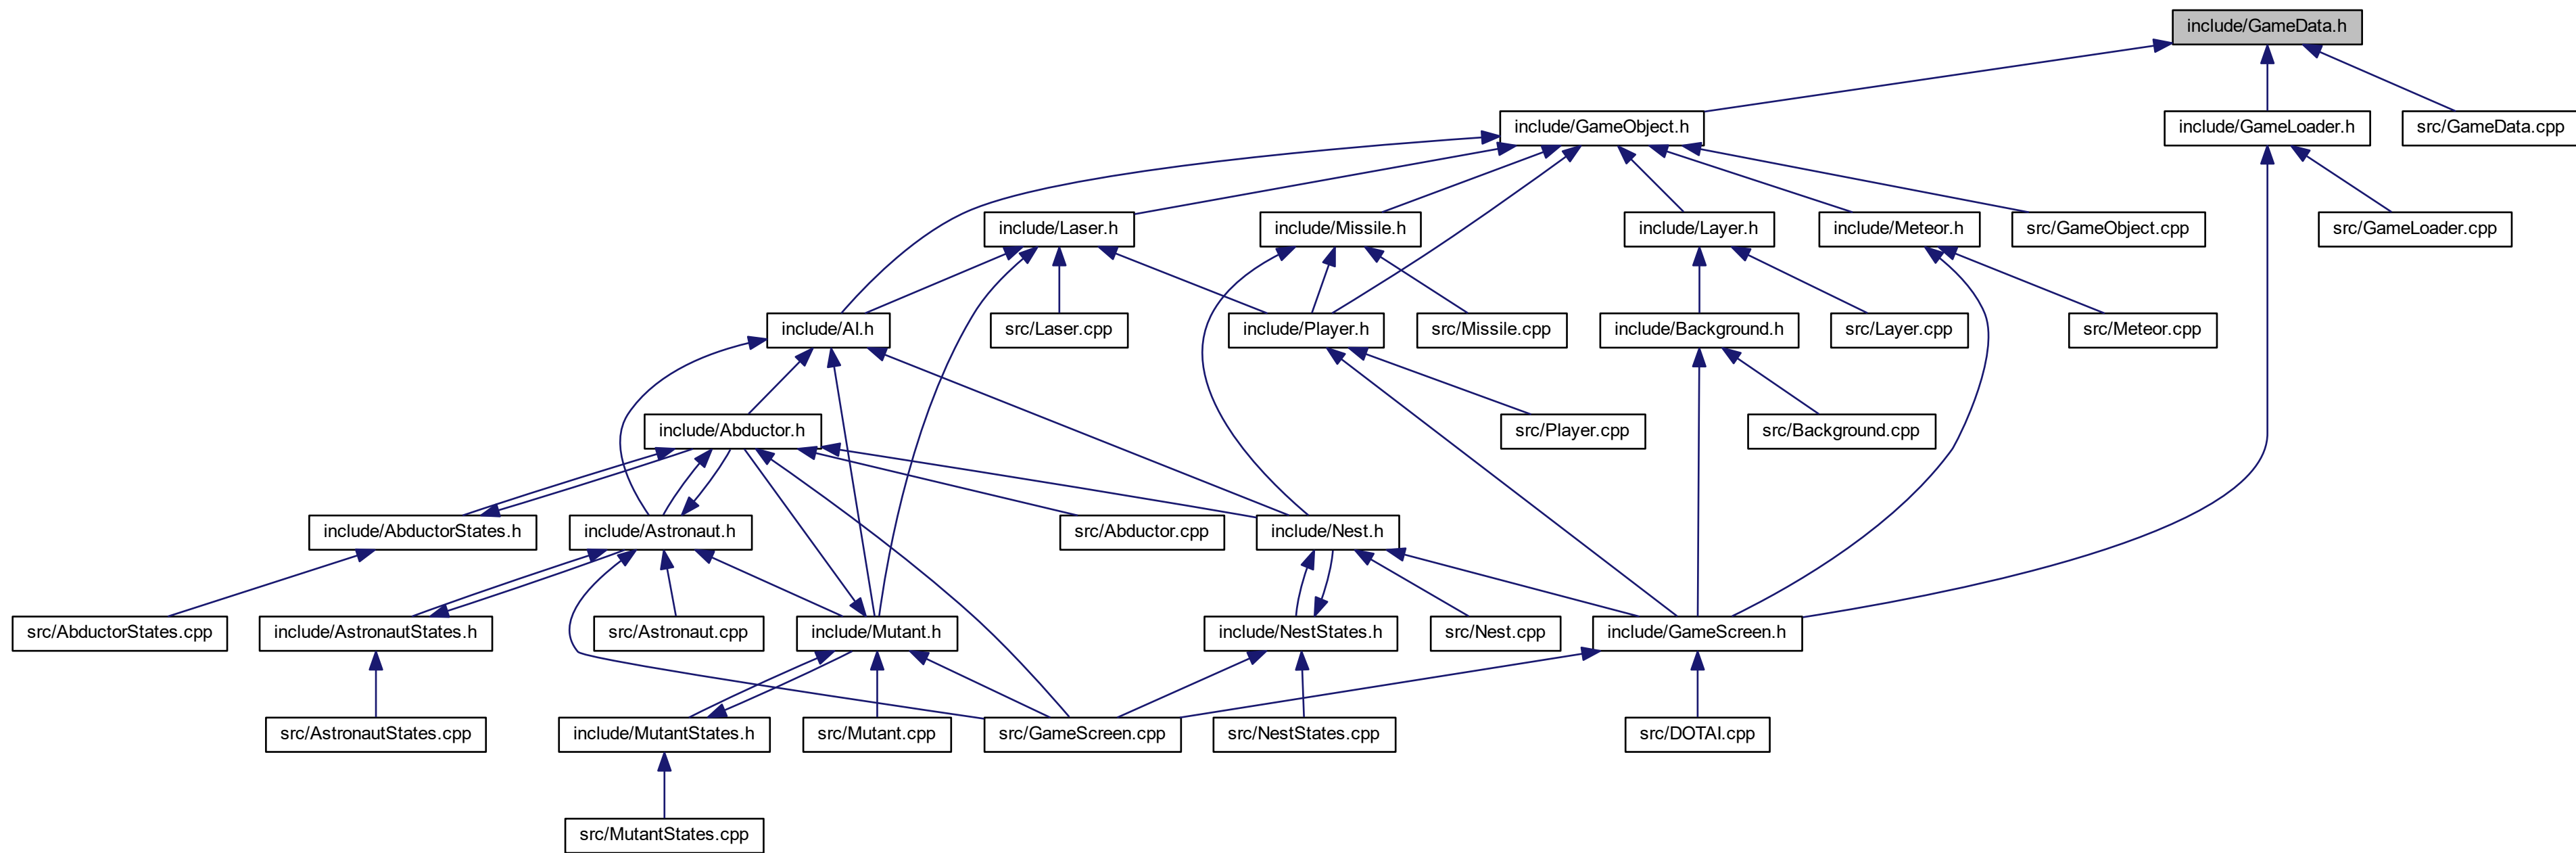 include/GameData.h
include/GameObject.h
include/GameLoader.h
src/GameData.cpp
include/Laser.h
include/Missile.h
include/Layer.h
include/Meteor.h
src/GameObject.cpp
src/GameLoader.cpp
include/AI.h
src/Laser.cpp
include/Player.h
src/Missile.cpp
include/Background.h
src/Layer.cpp
src/Meteor.cpp
include/Abductor.h
src/Player.cpp
src/Background.cpp
include/AbductorStates.h
include/Astronaut.h
src/Abductor.cpp
include/Nest.h
src/AbductorStates.cpp
include/AstronautStates.h
src/Astronaut.cpp
include/Mutant.h
include/NestStates.h
src/Nest.cpp
include/GameScreen.h
src/AstronautStates.cpp
include/MutantStates.h
src/Mutant.cpp
src/GameScreen.cpp
src/NestStates.cpp
src/DOTAI.cpp
src/MutantStates.cpp